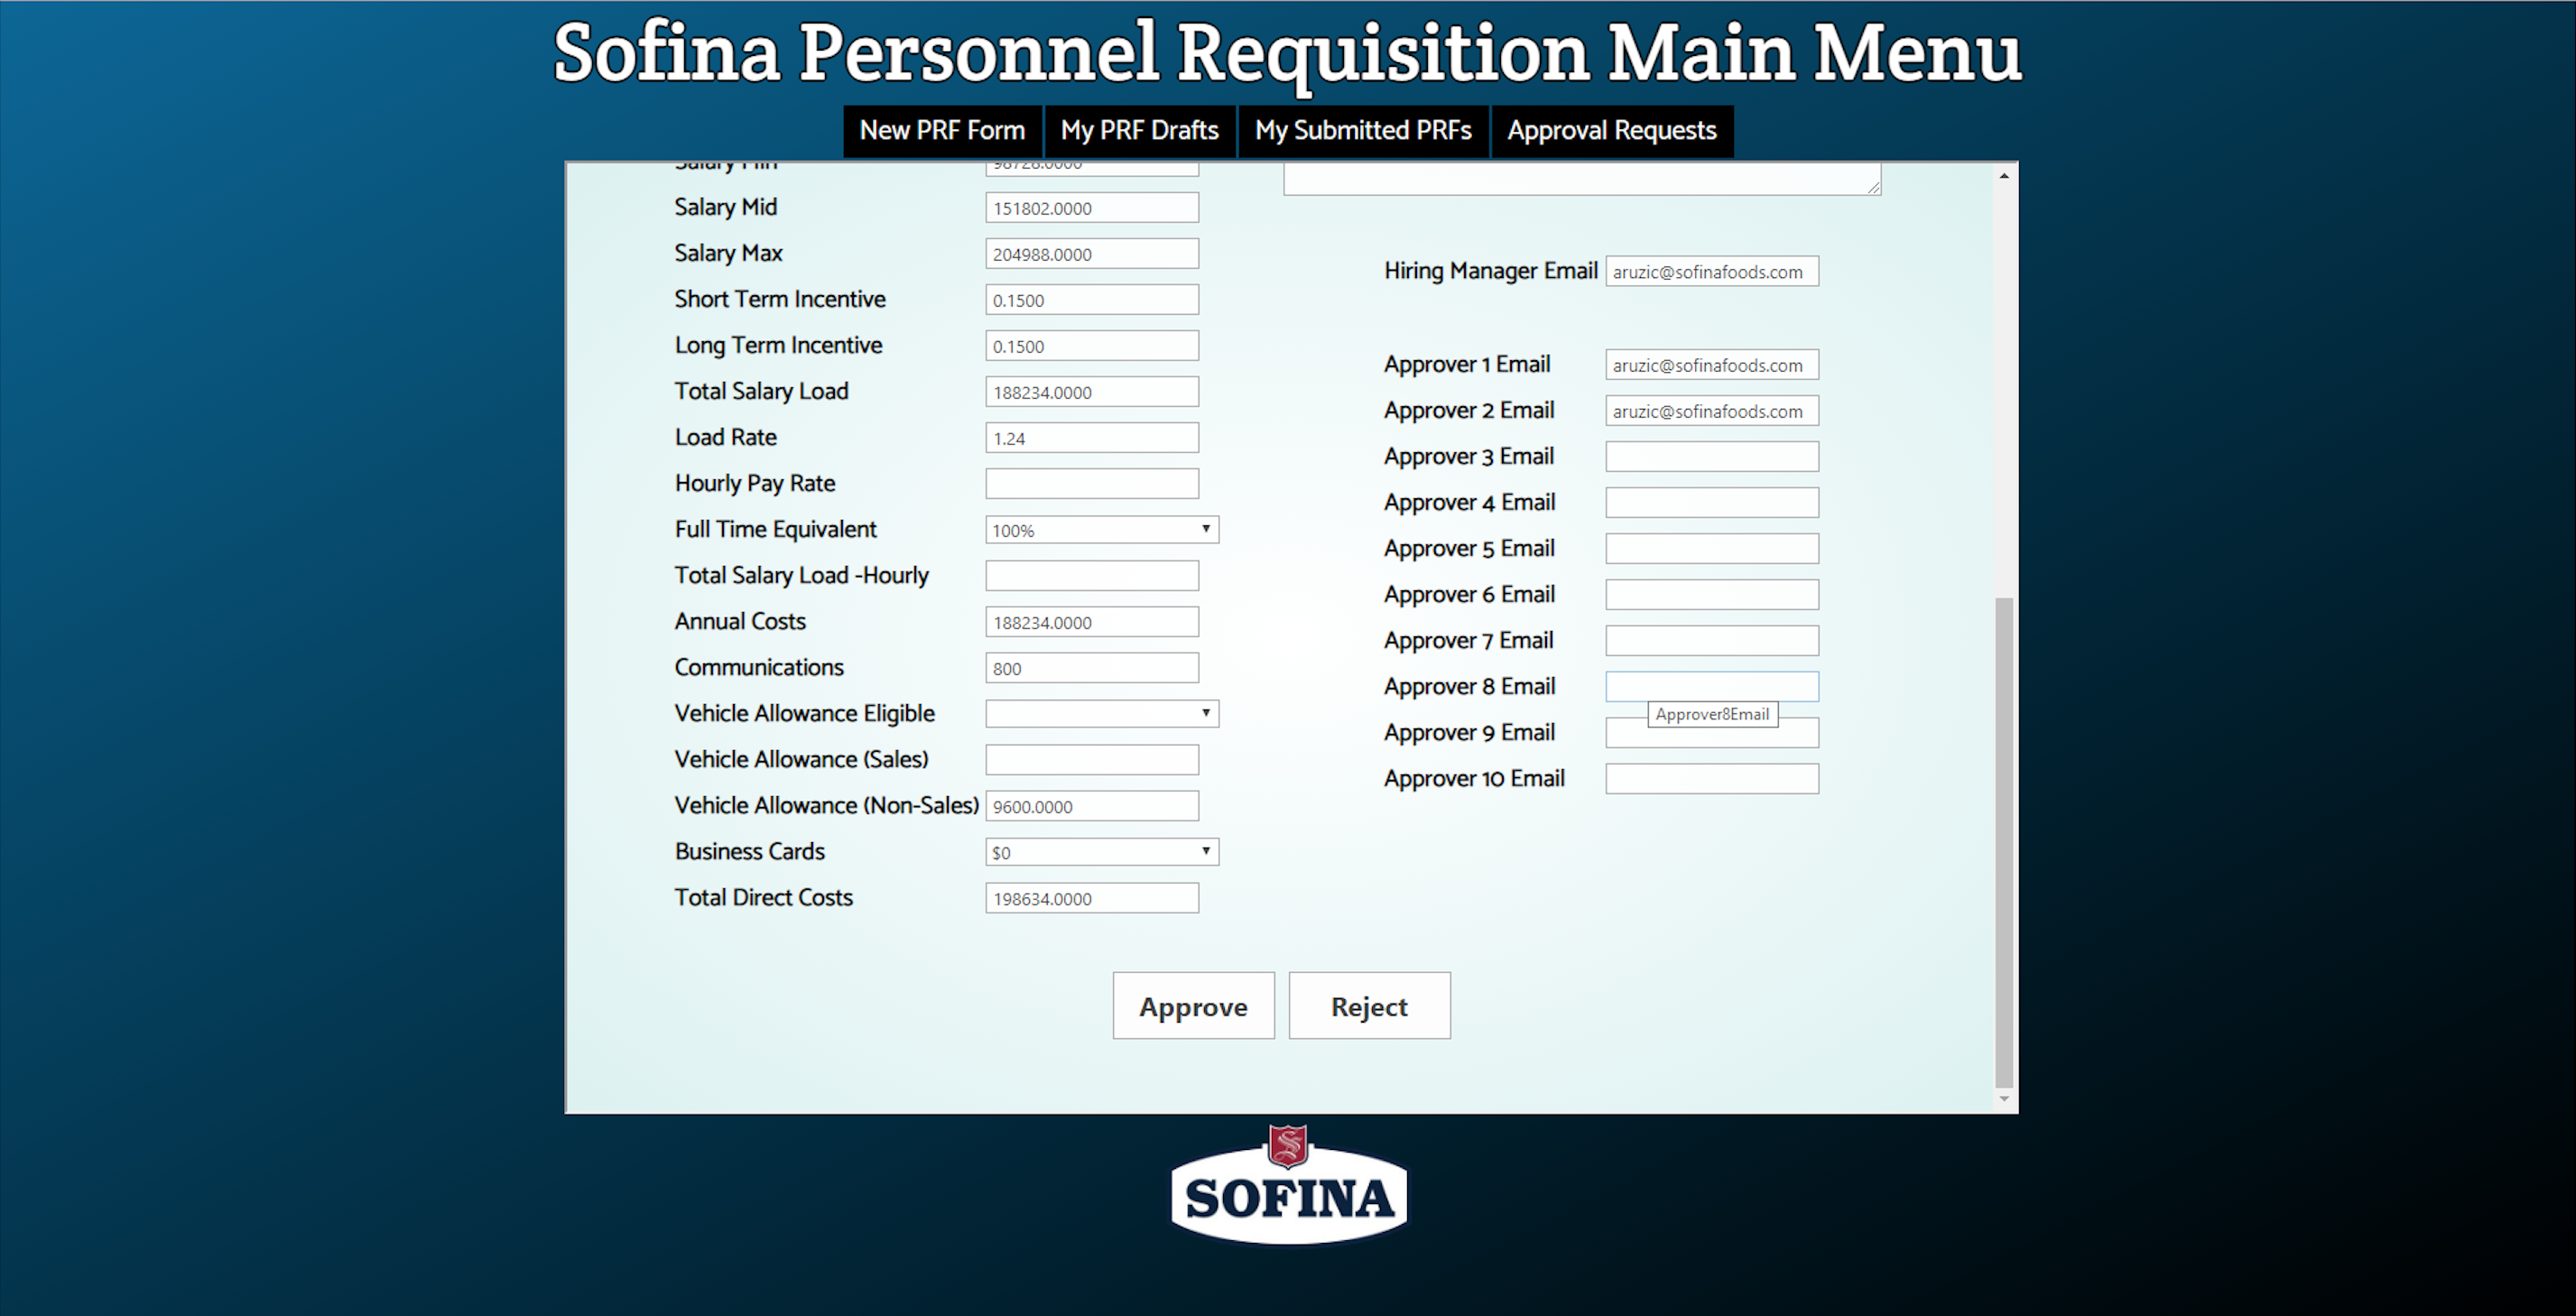 Sofina Personnel Requisition Main Menu
New PRF Form
My PRF Drafts
My Submitted PRFs
Approval Requests
Salary Min 98728.0000
Salary Mid 151802.0000
Salary Max 204988.0000
Short Term Incentive 0.1500
Long Term Incentive 0.1500
Total Salary Load 188234.0000
Load Rate 1.24
Hourly Pay Rate
Full Time Equivalent 100%
Total Salary Load -Hourly
Annual Costs 188234.0000
Communications 800
Vehicle Allowance Eligible
Vehicle Allowance (Sales)
Vehicle Allowance (Non-Sales) 9600.0000
Business Cards $0
Total Direct Costs 198634.0000
Hiring Manager Email aruzic@sofinafoods.com
Approver 1 Email aruzic@sofinafoods.com
Approver 2 Email aruzic@sofinafoods.com
Approver 3 Email
Approver 4 Email
Approver 5 Email
Approver 6 Email
Approver 7 Email
Approver 8 Email
Approver8Email
Approver 9 Email
Approver 10 Email
Approve
Reject
S
SOFINA